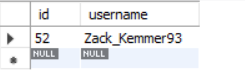 id username
52 Zack_Kemmer93
NULL NULL